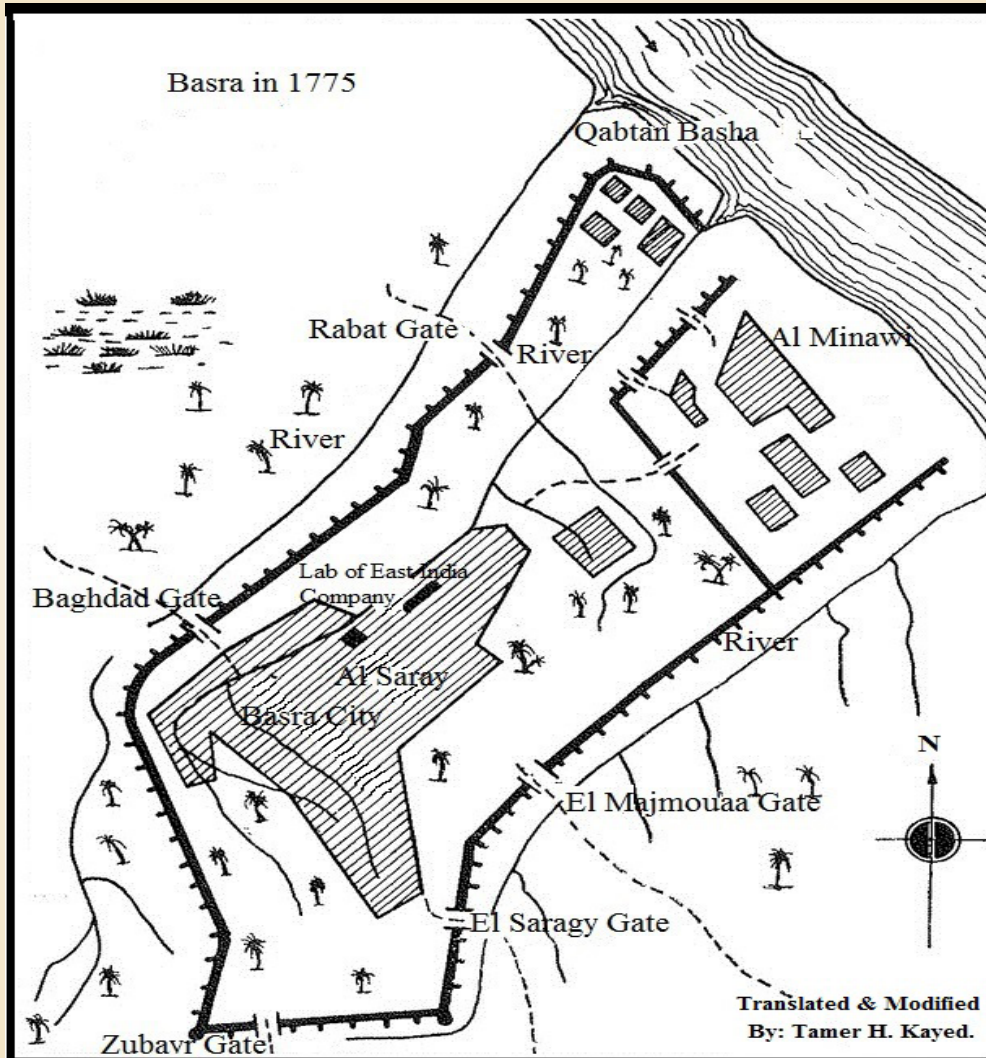 Basra in 1775
Qabtan Basha
Rabat Gate
River
Al Minawi
River
Lab of East India
Company
Baghdad Gate
River
Al Saray
Basra City
N
El Majmouaa Gate
El Saragy Gate
Translated & Modified
By: Tamer H. Kayed.
Zubavr Gate